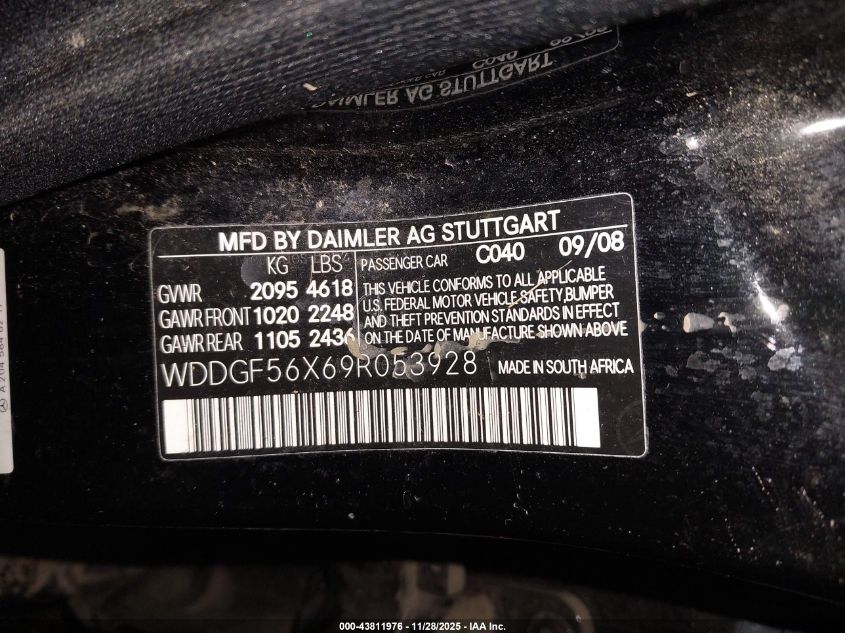 MFD BY DAIMLER AG STUTTGART
KG LBS
GVWR 2095 4618
GAWR FRONT 1020 2248
GAWR REAR 1105 2436
PASSENGER CAR C040 09/08
THIS VEHICLE CONFORMS TO ALL APPLICABLE
U.S. FEDERAL MOTOR VEHICLE SAFETY, BUMPER
AND THEFT PREVENTION STANDARDS IN EFFECT
ON THE DATE OF MANUFACTURE SHOWN ABOVE
WDDGF56X69R053928 MADE IN SOUTH AFRICA
DAIMLER AG STUTTGART
C040
000-43811976 | 11/28/2025 - IAA Inc.